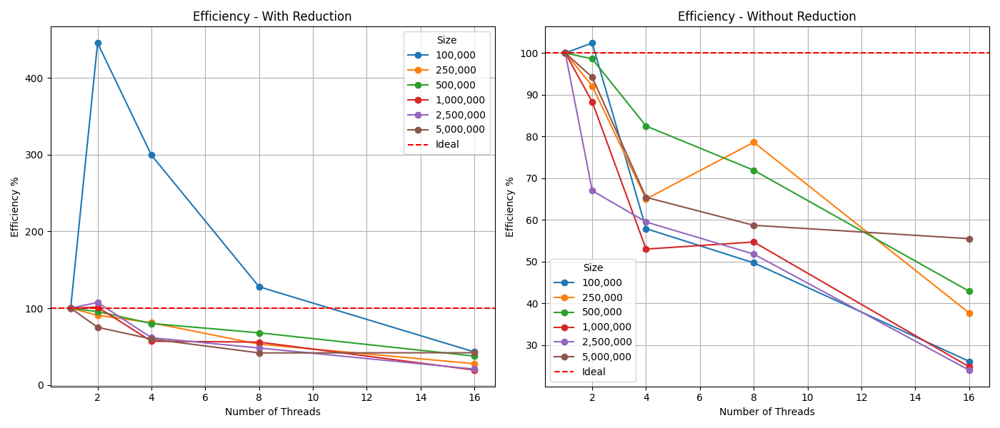 Efficiency - With Reduction
Efficiency %
400
300
200
100
0
2 4 6 8 10 12 14 16
Number of Threads
Size
100,000
250,000
500,000
1,000,000
2,500,000
5,000,000
Ideal
Efficiency - Without Reduction
Efficiency %
100
90
80
70
60
50
40
30
2 4 6 8 10 12 14 16
Number of Threads
Size
100,000
250,000
500,000
1,000,000
2,500,000
5,000,000
Ideal